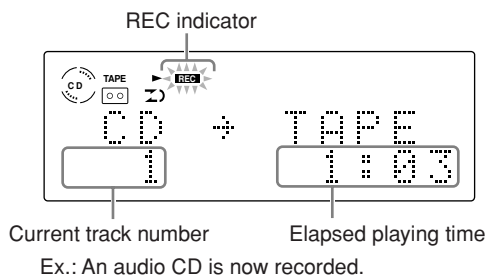 REC indicator
CD TAPE REC
CD → TAPE
1 1:03
Current track number Elapsed playing time
Ex.: An audio CD is now recorded.